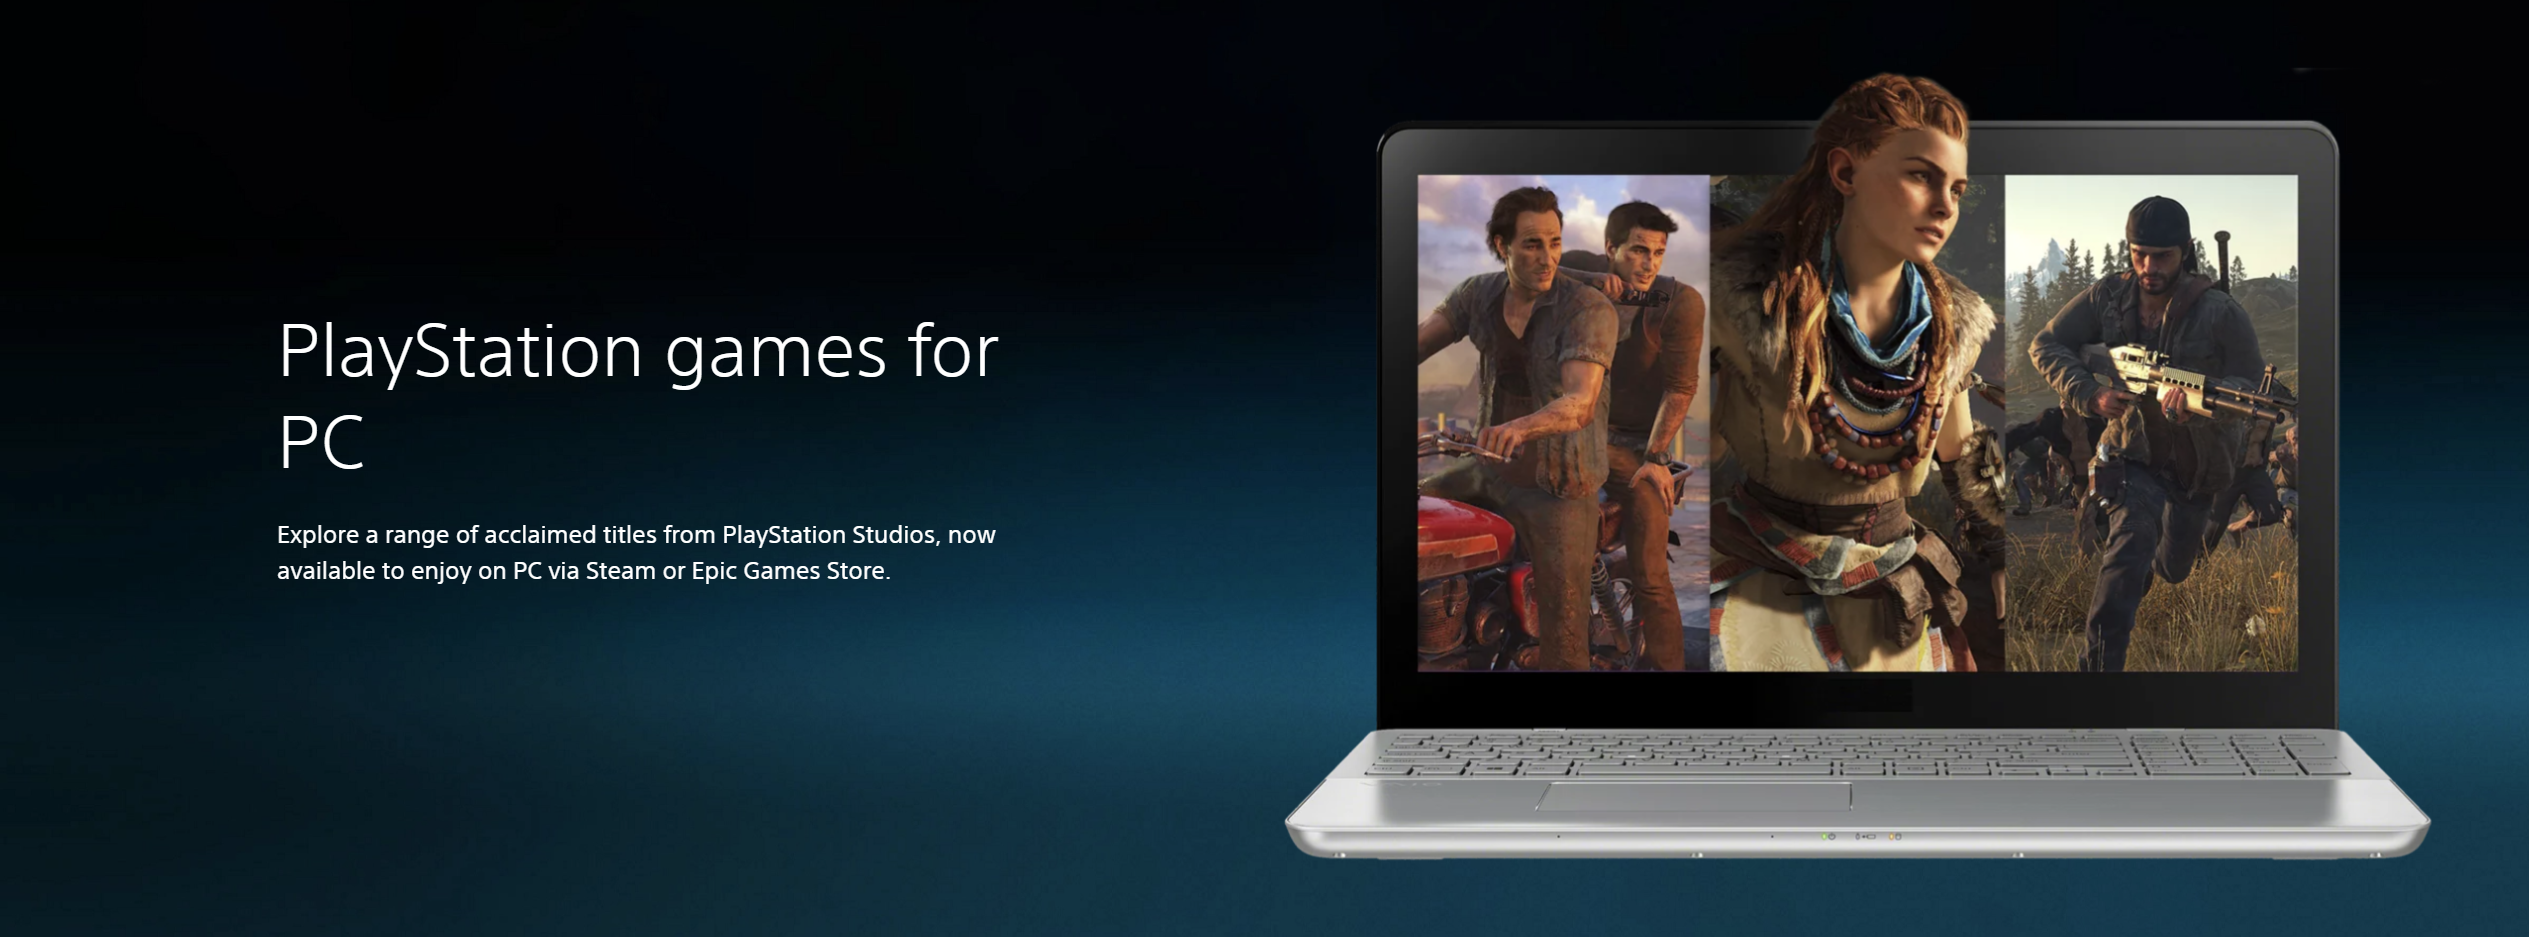 PlayStation games for
PC
Explore a range of acclaimed titles from PlayStation Studios, now
available to enjoy on PC via Steam or Epic Games Store.